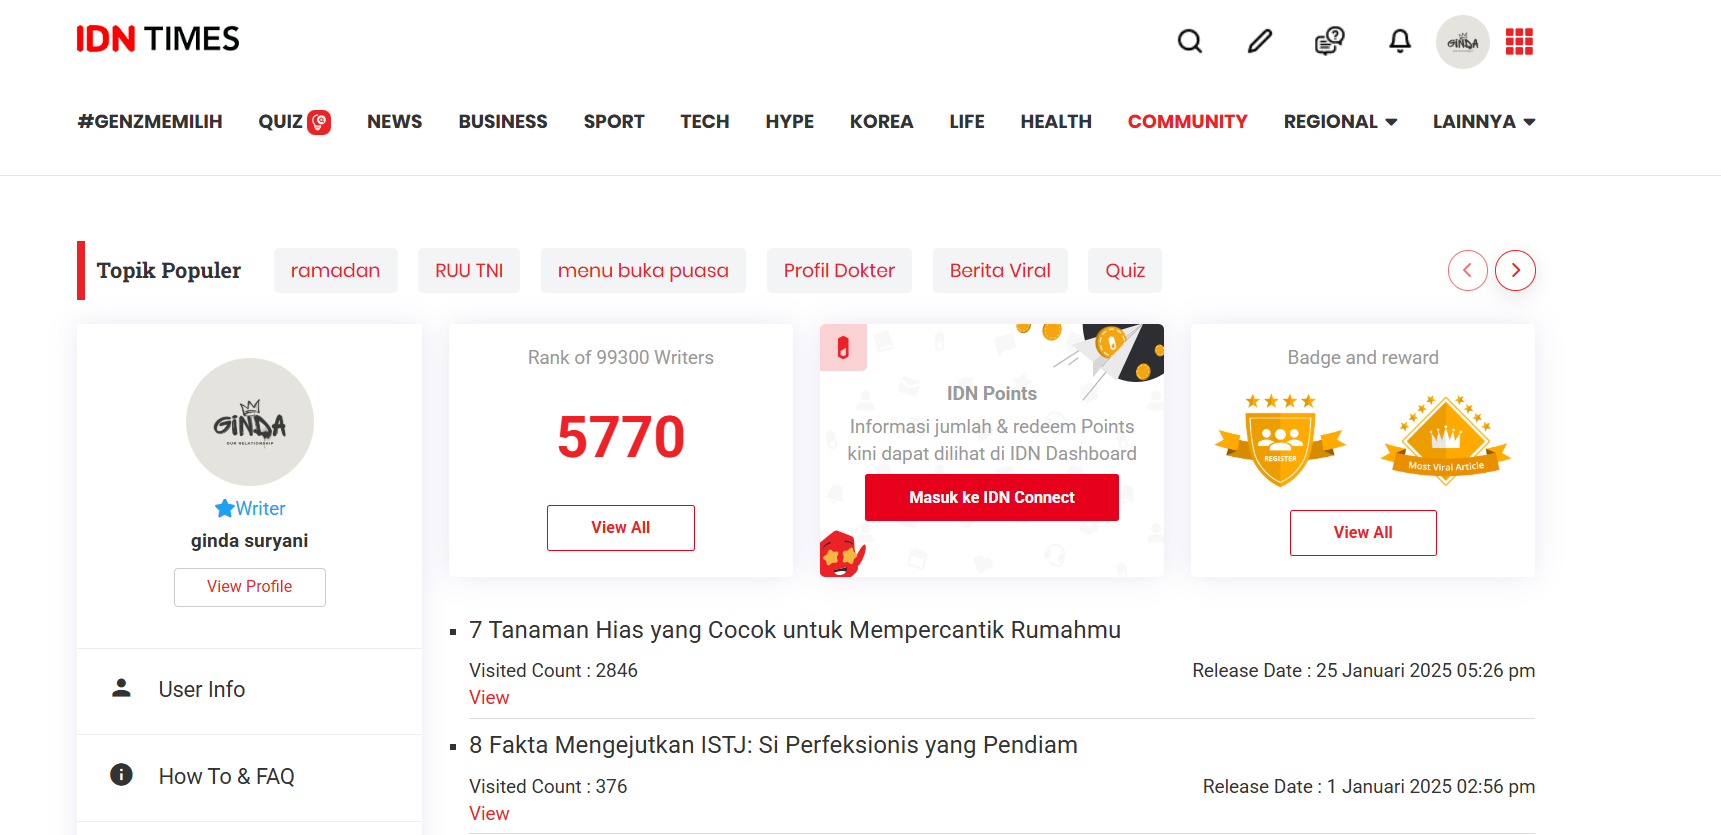 IDN TIMES
GINDA
#GENZMEMILIH QUIZ NEWS BUSINESS SPORT TECH HYPE KOREA LIFE HEALTH COMMUNITY REGIONAL LAINNYA
Topik Populer ramadan RUU TNI menu buka puasa Profil Dokter Berita Viral Quiz
GINDA
OUR RELATIONSHIP
Writer
ginda suryani
View Profile
User Info
How To & FAQ
Rank of 99300 Writers
5770
View All
IDN Points
Informasi jumlah & redeem Points
kini dapat dilihat di IDN Dashboard
Masuk ke IDN Connect
Badge and reward
REGISTER
Most Viral Article
View All
7 Tanaman Hias yang Cocok untuk Mempercantik Rumahmu
Visited Count : 2846 Release Date : 25 Januari 2025 05:26 pm
View
8 Fakta Mengejutkan ISTJ: Si Perfeksionis yang Pendiam
Visited Count : 376 Release Date : 1 Januari 2025 02:56 pm
View